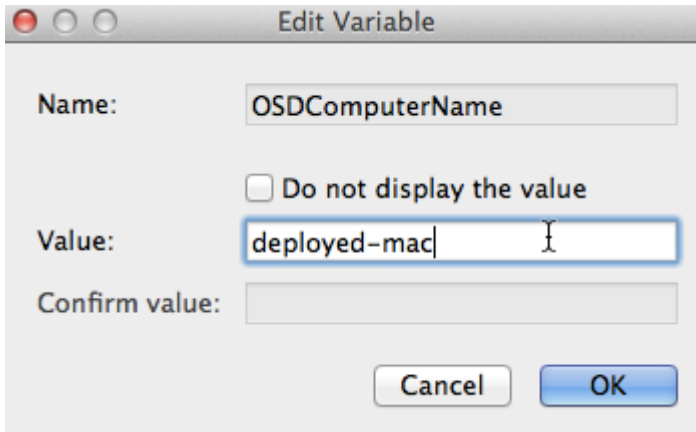 Edit Variable
Name: OSDComputerName
Do not display the value
Value: deployed-mac
Confirm value:
Cancel OK